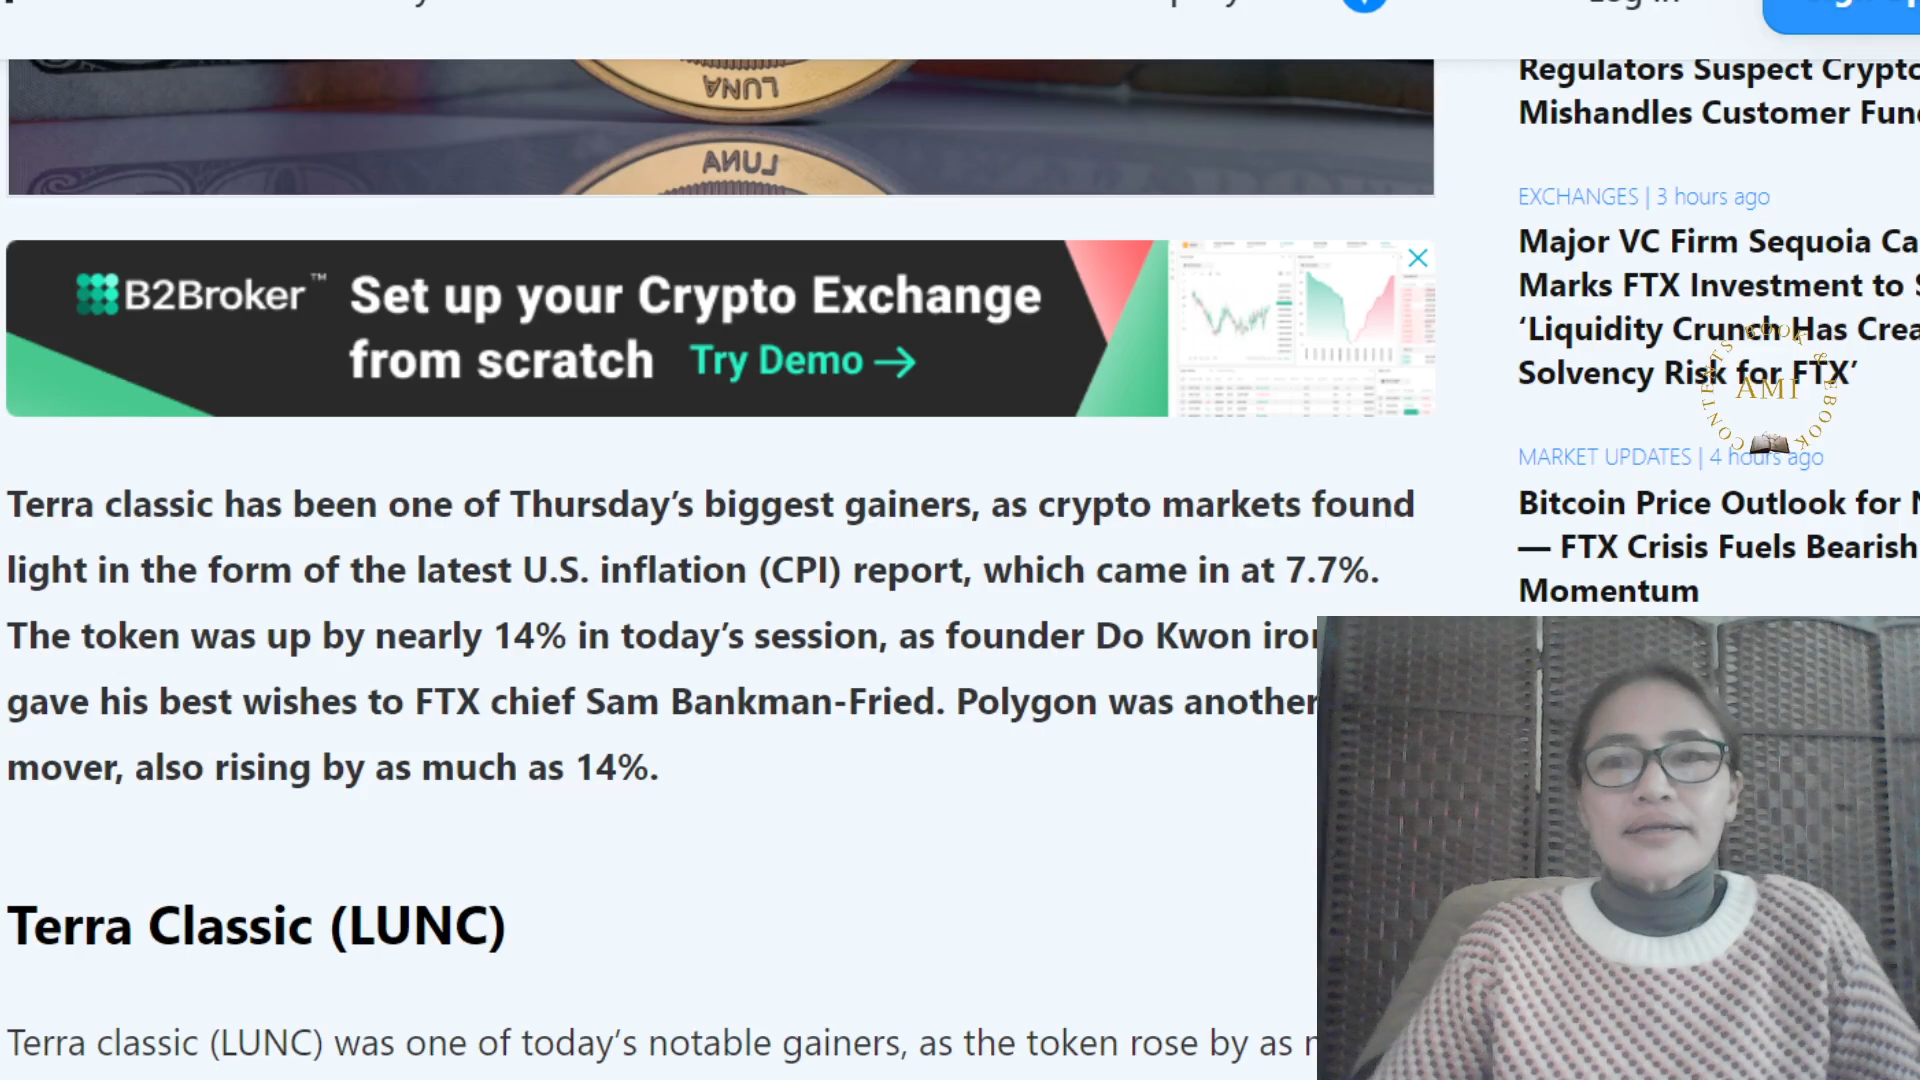 LUNA
LUNA
B2Broker™
Set up your Crypto Exchange
from scratch Try Demo →
Terra classic has been one of Thursday’s biggest gainers, as crypto markets found
light in the form of the latest U.S. inflation (CPI) report, which came in at 7.7%.
The token was up by nearly 14% in today’s session, as founder Do Kwon iron
gave his best wishes to FTX chief Sam Bankman-Fried. Polygon was another
mover, also rising by as much as 14%.
Terra Classic (LUNC)
Terra classic (LUNC) was one of today’s notable gainers, as the token rose by as
Log in
Regulators Suspect Crypto
Mishandles Customer Fun
EXCHANGES | 3 hours ago
Major VC Firm Sequoia Ca
Marks FTX Investment to
‘Liquidity Crunch Has Crea
Solvency Risk for FTX’
MARKET UPDATES | 4 hours ago
Bitcoin Price Outlook for
— FTX Crisis Fuels Bearish
Momentum
CONTENTS BOOK & EBOOK
AMI